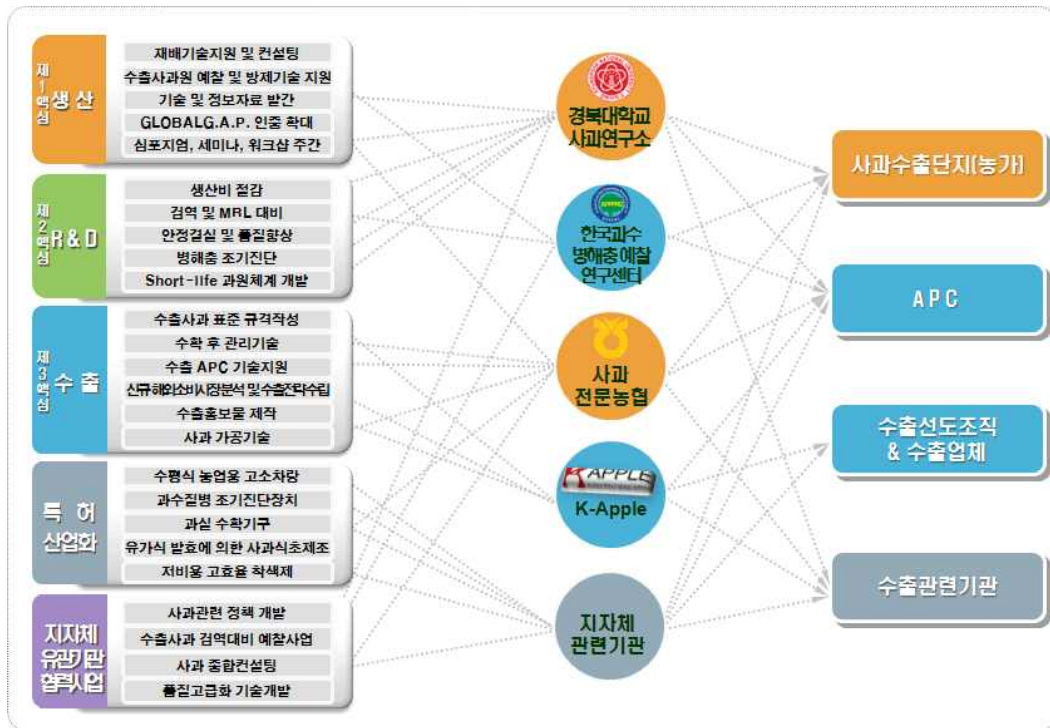 제1핵심
생 산
재배기술지원 및 컨설팅
수출사과원 예찰 및 방제기술 지원
기술 및 정보자료 발간
GLOBALG.A.P. 인증 확대
심포지엄, 세미나, 워크샵 주간
제2핵심
R & D
생산비 절감
검역 및 MRL 대비
안정결실 및 품질향상
병해충 조기진단
Short-life 과원체계 개발
제3핵심
수 출
수출사과 표준 규격작성
수확 후 관리기술
수출 APC 기술지원
신규 해외소비시장분석 및 수출전략수립
수출홍보물 제작
사과 가공기술
특 허
산업화
수평식 농업용 고소차량
과수질병 조기진단장치
과실 수확기구
유가식 발효에 의한 사과식초제조
저비용 고효율 착색제
지자체
유관기관
협력사업
사과관련 정책 개발
수출사과 검역대비 예찰사업
사과 종합컨설팅
품질고급화 기술개발
경북대학교
사과연구소
한국과수
병해충 예찰
연구센터
사과
전문농협
K APPLE
K-Apple
지자체
관련기관
사과수출단지(농가)
APC
수출선도조직
& 수출업체
수출관련기관